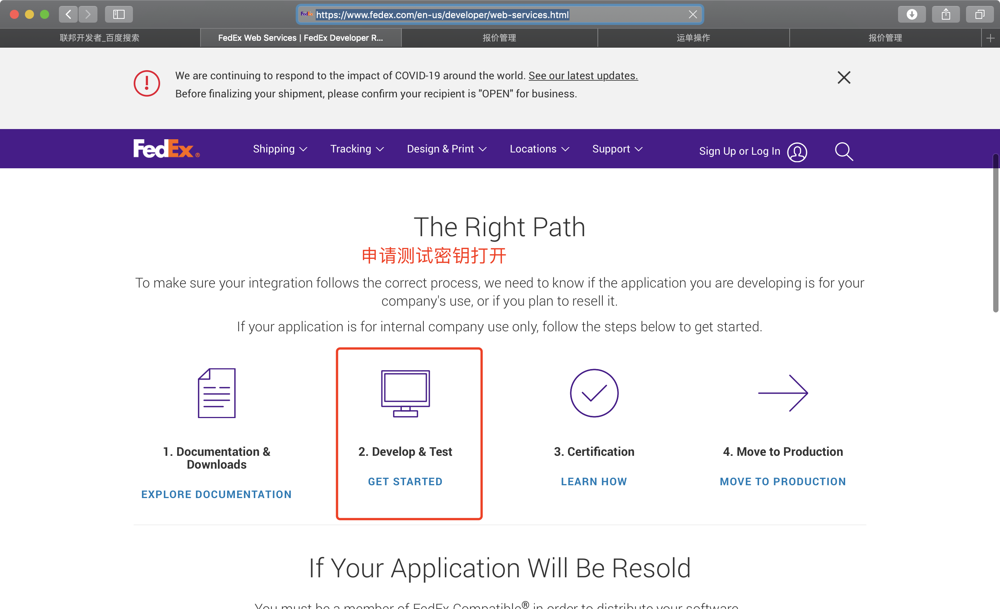 FedEx https://www.fedex.com/en-us/developer/web-services.html
联邦开发者_百度搜索
FedEx Web Services | FedEx Developer R...
报价管理
运单操作
报价管理
We are continuing to respond to the impact of COVID-19 around the world. See our latest updates.
Before finalizing your shipment, please confirm your recipient is "OPEN" for business.
FedEx®
Shipping
Tracking
Design & Print
Locations
Support
Sign Up or Log In
The Right Path
申请测试密钥打开
To make sure your integration follows the correct process, we need to know if the application you are developing is for your
company's use, or if you plan to resell it.
If your application is for internal company use only, follow the steps below to get started.
1. Documentation &
Downloads
EXPLORE DOCUMENTATION
2. Develop & Test
GET STARTED
3. Certification
LEARN HOW
4. Move to Production
MOVE TO PRODUCTION
If Your Application Will Be Resold
You must be a member of FedEx Compatible® in order to distribute your software